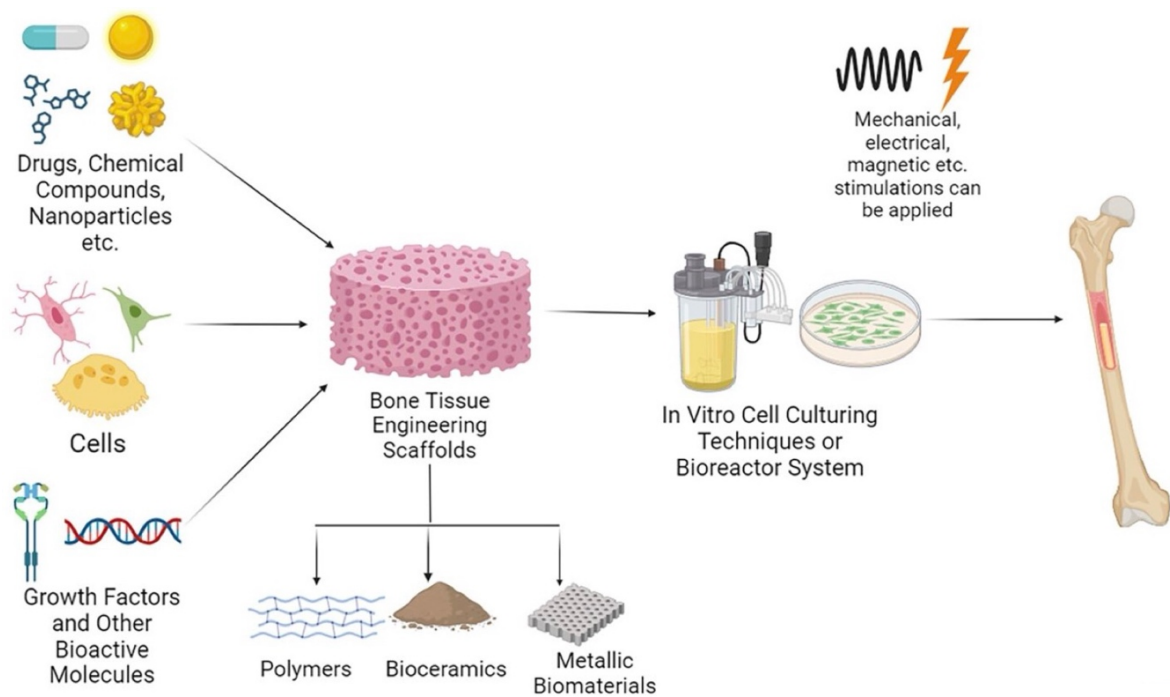 Drugs, Chemical
Compounds,
Nanoparticles
etc.
Cells
Growth Factors
and Other
Bioactive
Molecules
Bone Tissue
Engineering
Scaffolds
Polymers
Bioceramics
Metallic
Biomaterials
In Vitro Cell Culturing
Techniques or
Bioreactor System
Mechanical,
electrical,
magnetic etc.
stimulations can
be applied